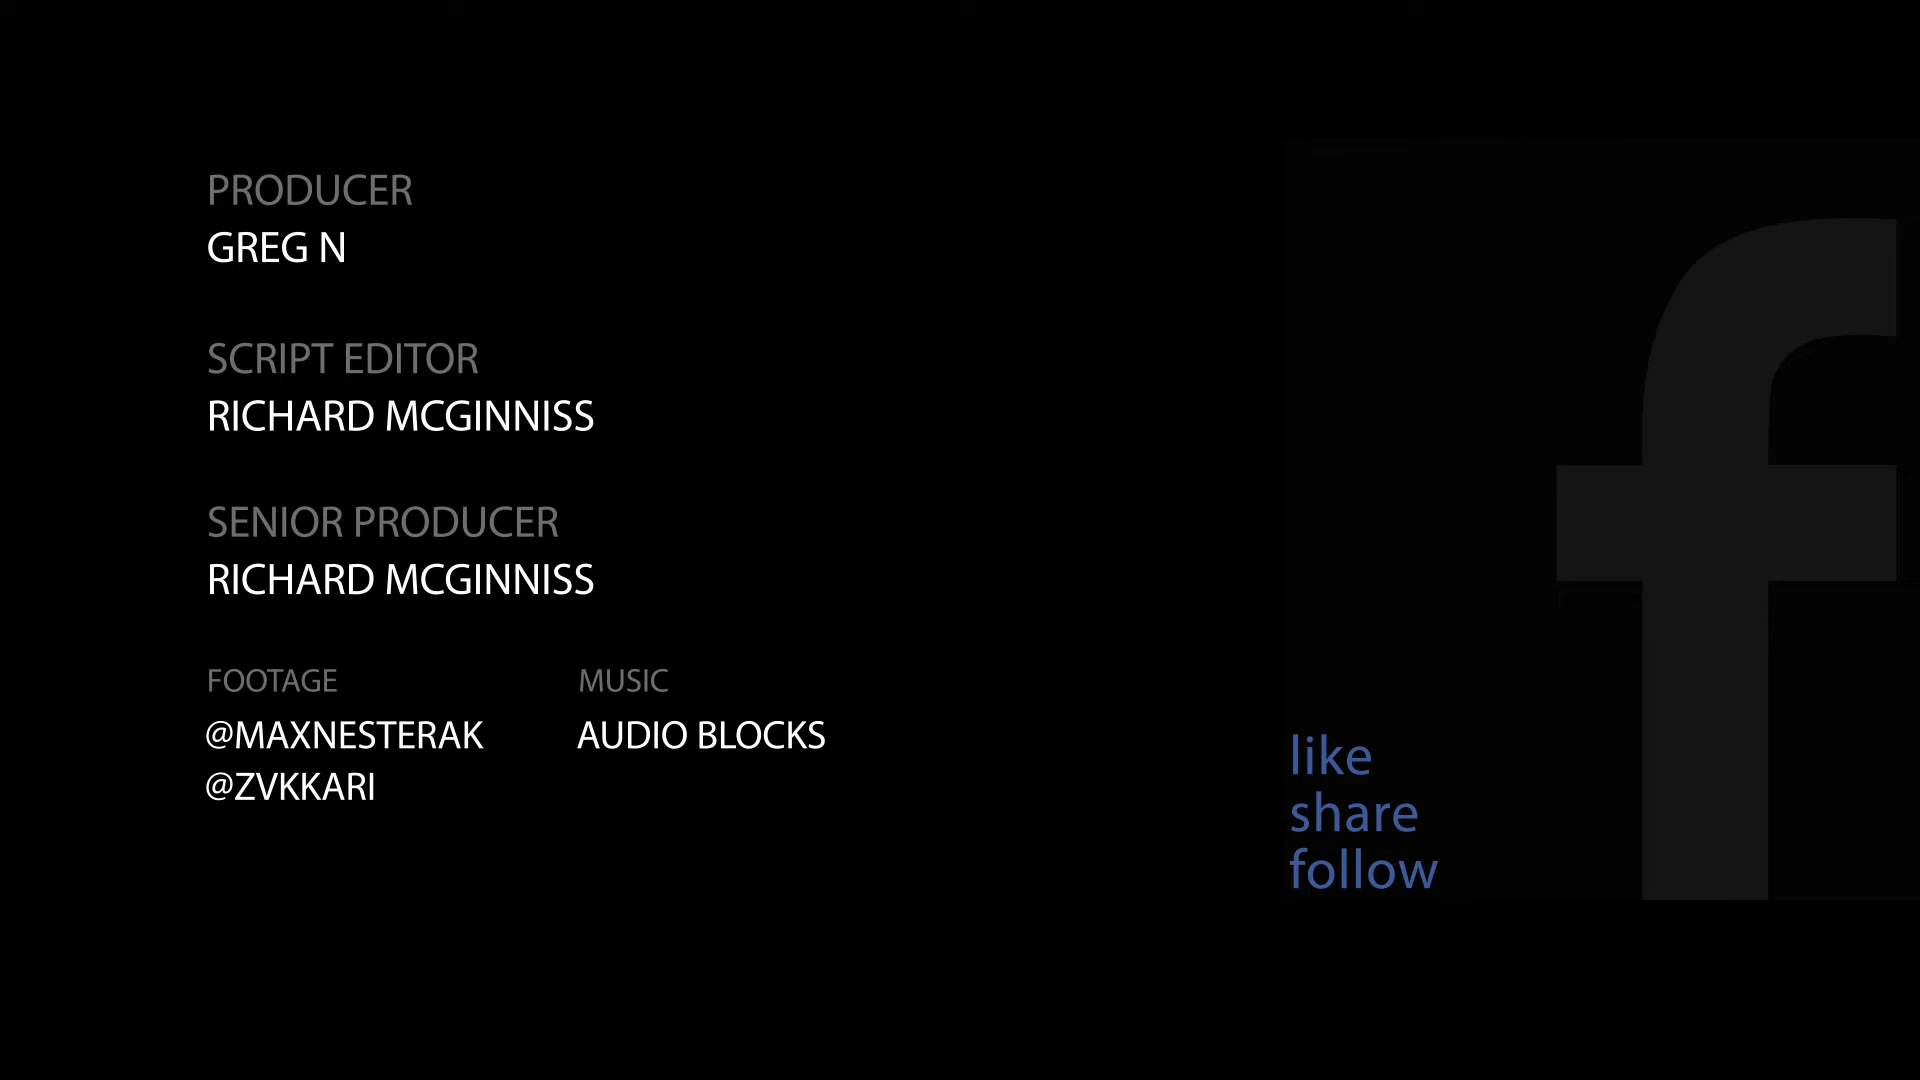 PRODUCER
GREG N
SCRIPT EDITOR
RICHARD MCGINNISS
SENIOR PRODUCER
RICHARD MCGINNISS
FOOTAGE
@MAXNESTERAK
@ZVKKARI
MUSIC
AUDIO BLOCKS
like
share
follow
f